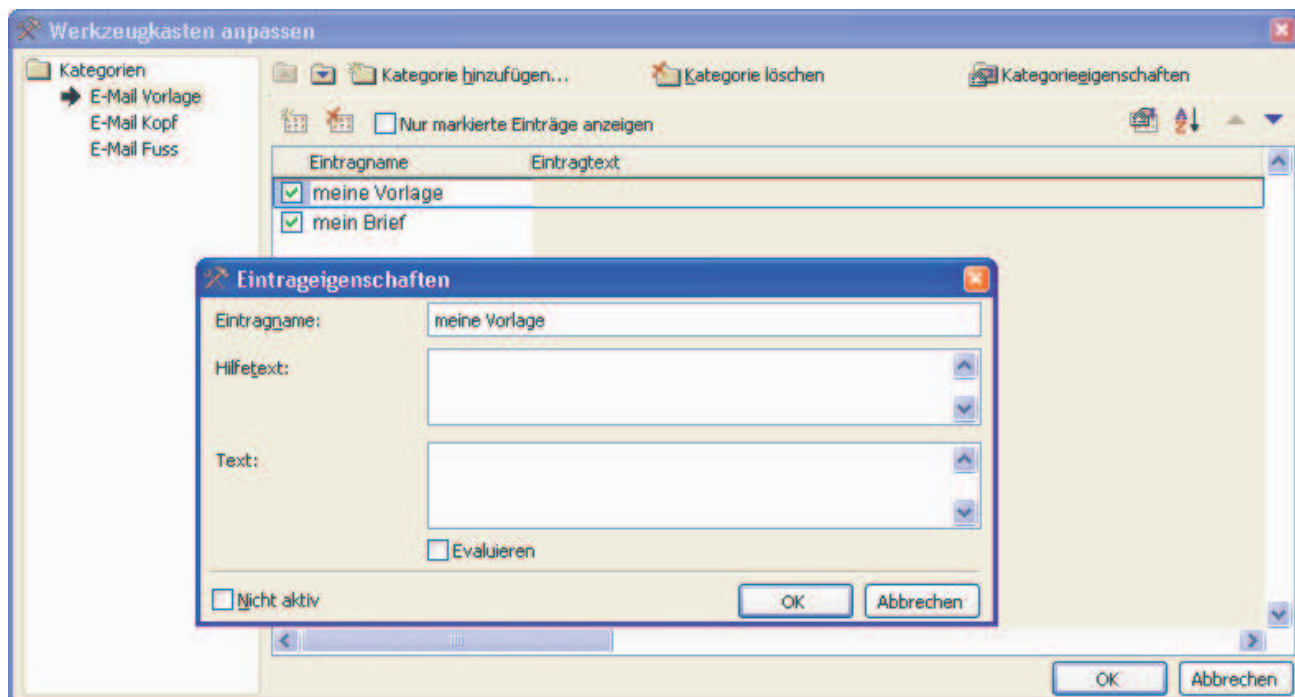 Werkzeugkasten anpassen
Kategorien
E-Mail Vorlage
E-Mail Kopf
E-Mail Fuss
Kategorie hinzufügen... Kategorie löschen Kategorieeigenschaften
Nur markierte Einträge anzeigen
Eintragname Eintragtext
meine Vorlage
mein Brief
Eintrageigenschaften
Eintragname: meine Vorlage
Hilfetext:
Text:
Evaluieren
Nicht aktiv OK Abbrechen
OK Abbrechen